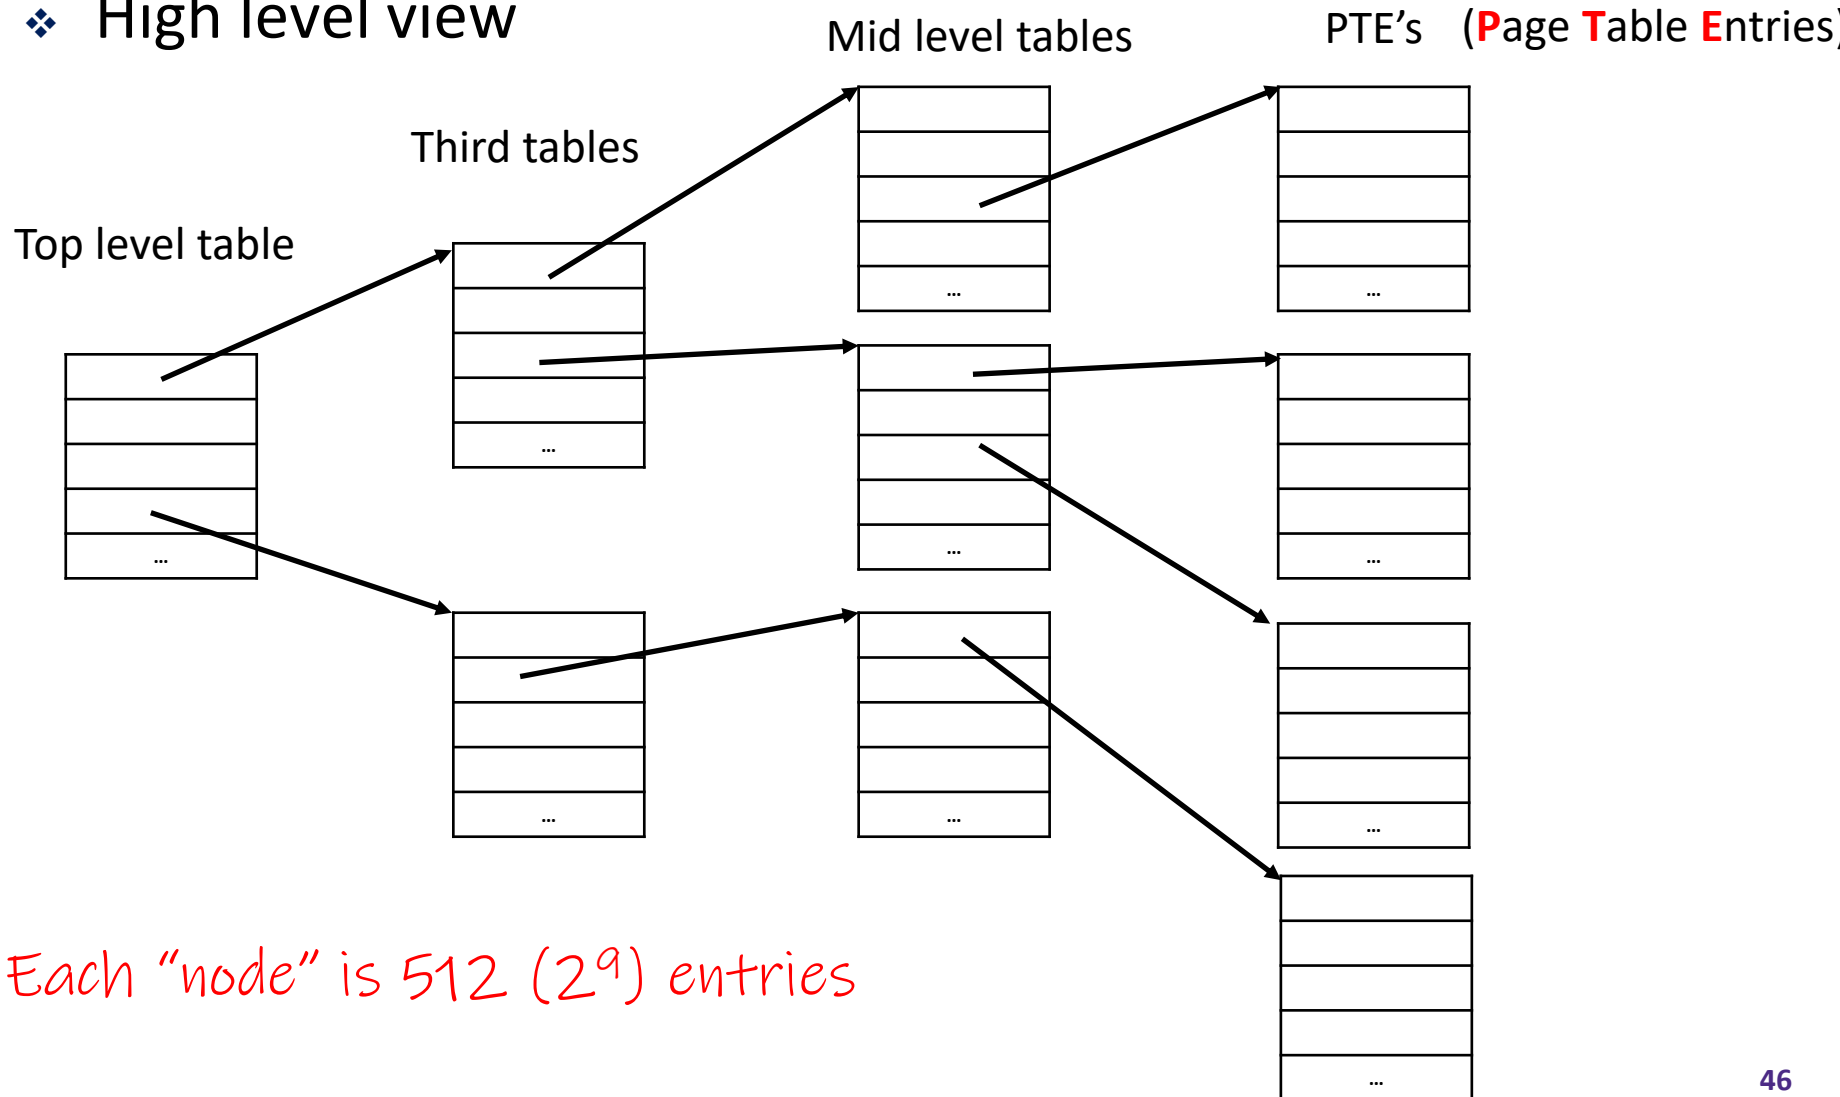 ❖ High level view
Mid level tables
PTE's (Page Table Entries)
Third tables
Top level table
...
...
...
...
...
...
...
...
...
...
Each "node" is 512 (2⁹) entries
46